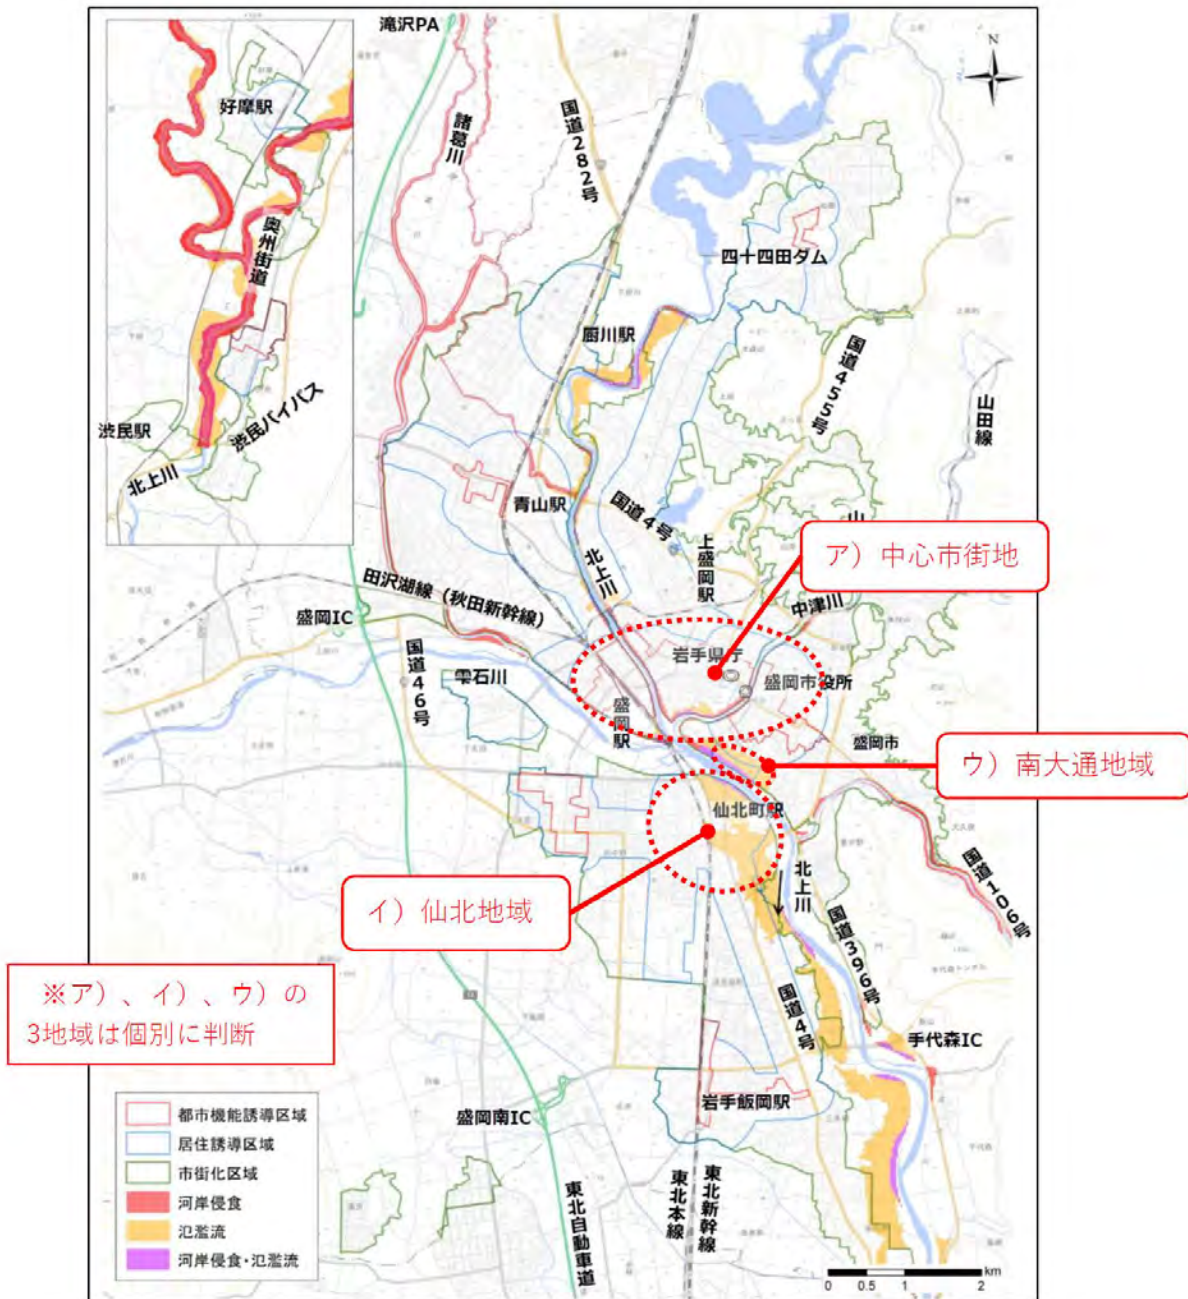 滝沢PA
N
好摩駅
諸葛川
国道282号
奥州街道
四十四田ダム
厨川駅
国道455号
山田線
渋民駅
渋民バイパス
北上川
青山駅
国道4号
上盛岡駅
山
ア）中心市街地
北上川
田沢湖線（秋田新幹線）
中津川
盛岡IC
国道46号
雫石川
岩手県庁
盛岡市役所
盛岡駅
盛岡市
ウ）南大通地域
仙北町駅
北上川
国道106号
イ）仙北地域
国道396号
※ア）、イ）、ウ）の
3地域は個別に判断
国道4号
手代森IC
岩手飯岡駅
盛岡南IC
東北自動車道
東北本線
東北新幹線
都市機能誘導区域
居住誘導区域
市街化区域
河岸侵食
氾濫流
河岸侵食・氾濫流
km
0 0.5 1 2